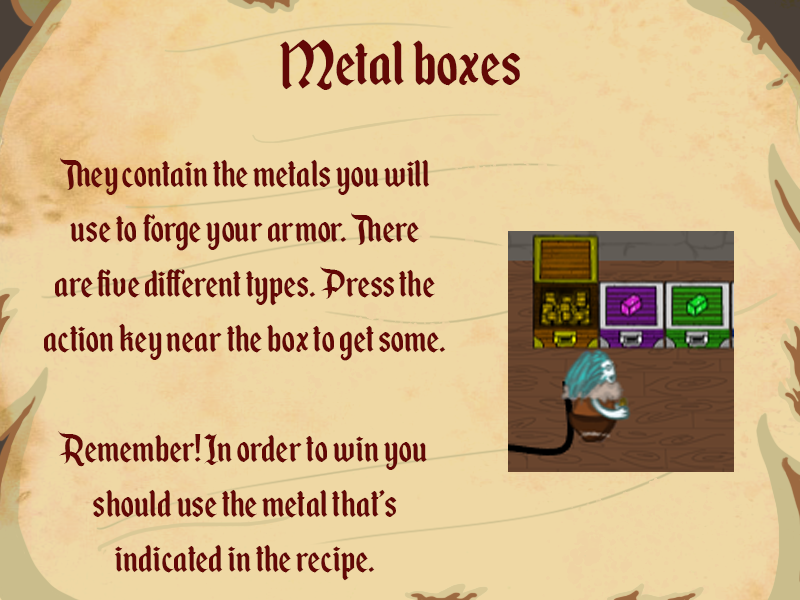 Metal boxes
They contain the metals you will
use to forge your armor. There
are five different types. Press the
action key near the box to get some.
Remember! In order to win you
should use the metal that's
indicated in the recipe.